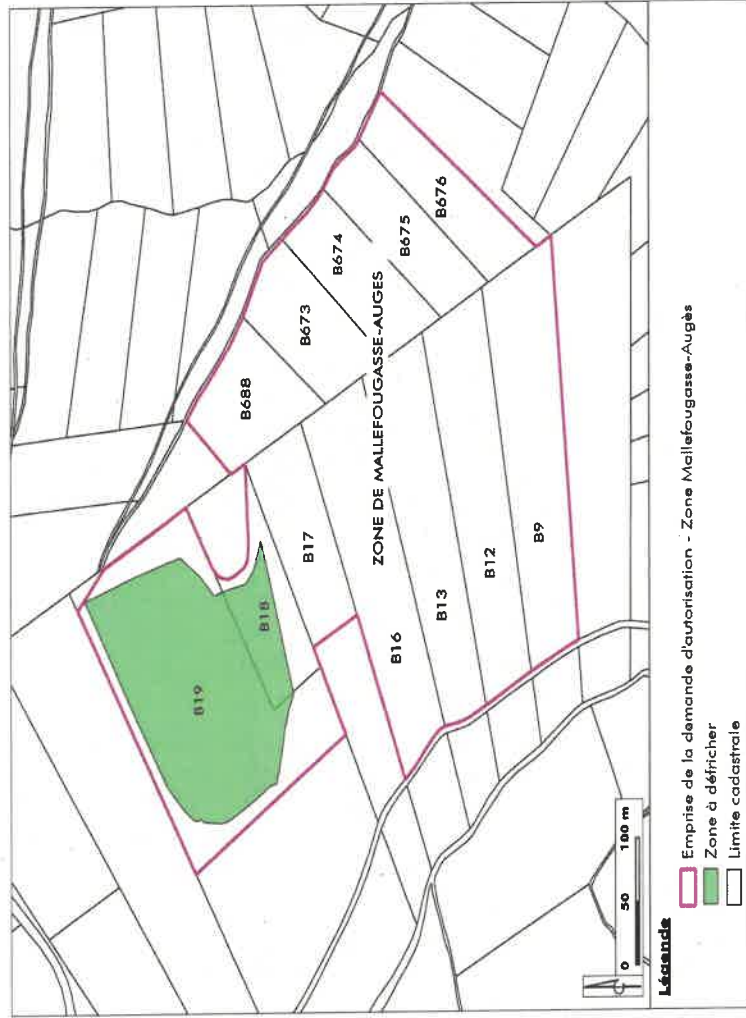 B19
B18
B17
B16
B13
B12
B9
B688
B673
B674
B675
B676
ZONE DE MALLEFOUGASSE-AUGES
0 50 100 m
Légende
Emprise de la demande d'autorisation - Zone Mallefougasse-Augès
Zone à défricher
Limite cadastrale